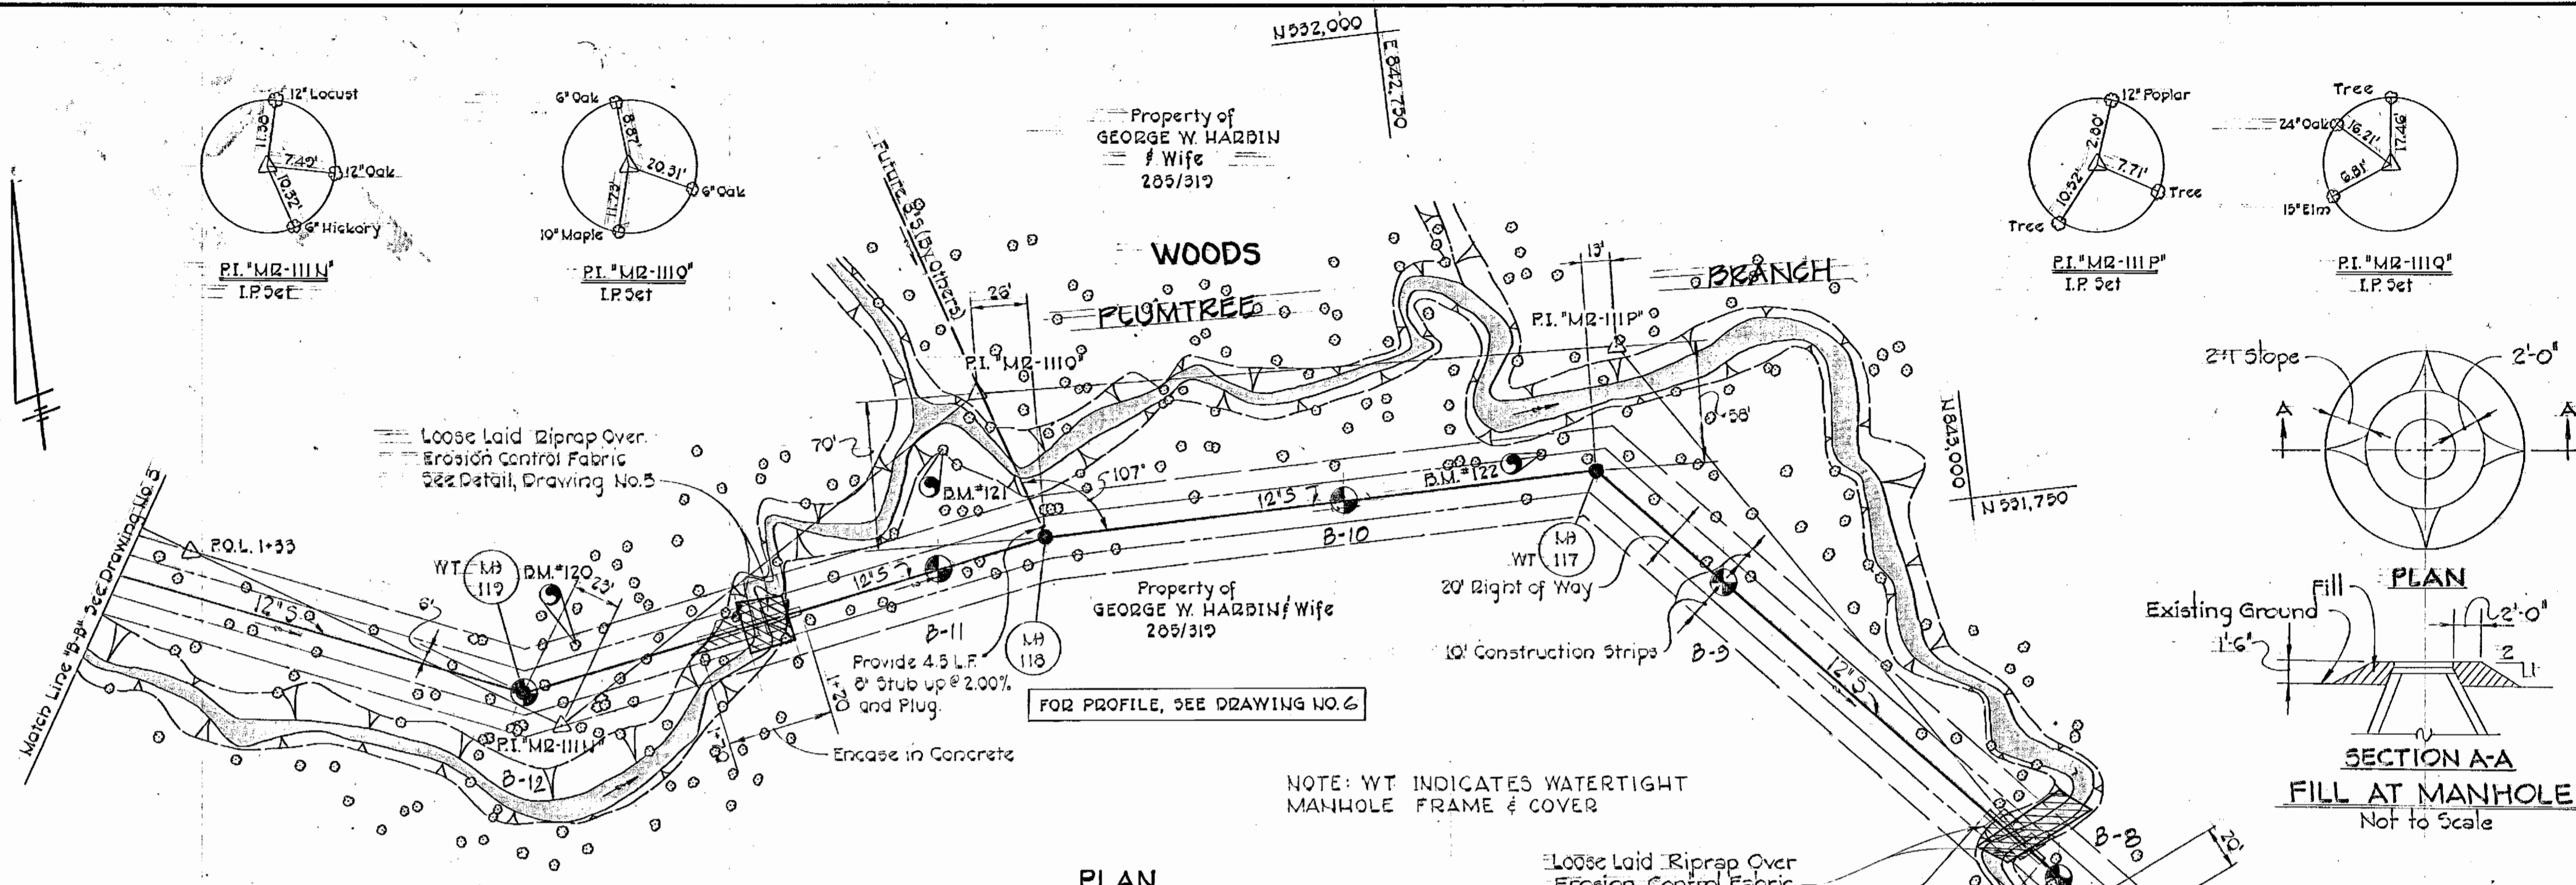 N 532,000
E 842,750
12" Locust
11.38'
7.49'
12" Oak
10.32'
6" Hickory
P.I. "MR-111N"
I.P. Set
6" Oak
8.87'
20.31'
6" Oak
11.73'
10" Maple
P.I. "MR-111O"
I.P. Set
Property of
GEORGE W. HARBIN
& Wife
285/319
12" Poplar
2.80'
7.71'
Tree
10.52'
Tree
P.I. "MR-111P"
I.P. Set
Tree
17.46'
24" Oak
16.21'
6.81'
15" Elm
P.I. "MR-111Q"
I.P. Set
Future 8"S (By Others)
WOODS
PLUMTREE
BRANCH
26'
13'
P.I. "MR-111O"
P.I. "MR-111P"
58'
70'
107°
Loose Laid Riprap Over
Erosion Control Fabric
See Detail, Drawing No.5
B.M. #121
B.M. #122
12"S
B-10
N 843,000
N 531,750
2:1 Slope
2'-0"
A
A
PLAN
Match Line "B-B" See Drawing No. 5
P.O.L. 1+33
WT
MH
119
B.M. #120
23'
6'
12"S
12"S
B-11
MH
118
Property of
GEORGE W. HARBIN & Wife
285/319
WT
MH
117
20' Right of Way
10' Construction Strips
B-9
12"S
Fill
Existing Ground
1'-6"
2'-0"
2
1
SECTION A-A
FILL AT MANHOLE
Not to Scale
Provide 4.5 L.F.
8" Stub up @ 2.00%
and Plug.
1+20
Encase in Concrete
FOR PROFILE, SEE DRAWING NO. 6
P.I. "MR-111N"
B-12
NOTE: WT INDICATES WATERTIGHT
MANHOLE FRAME & COVER
B-8
20'
Loose Laid Riprap Over
Erosion Control Fabric
PLAN